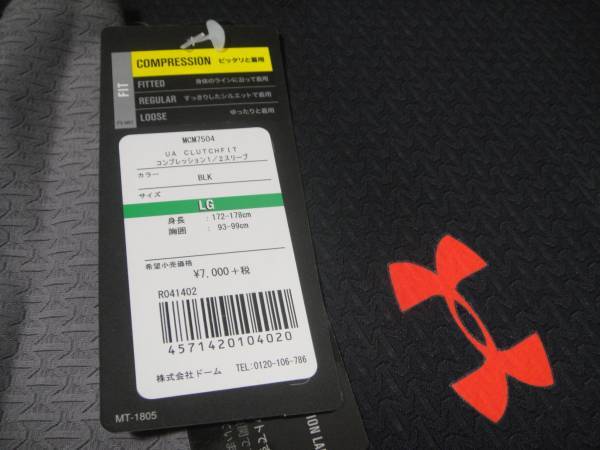 FIT
COMPRESSION ピッタリと着用
FITTED 身体のラインに沿って着用
REGULAR すっきりしたシルエットで着用
LOOSE ゆったりと着用
MCM7504
UA CLUTCHFIT
コンプレッション1/2スリーブ
カラー
BLK
サイズ
LG
身長 : 172-178cm
胸囲 : 93-99cm
希望小売価格
¥7,000+税
R041402
4571420104020
株式会社ドーム TEL:0120-106-786
MT-1805